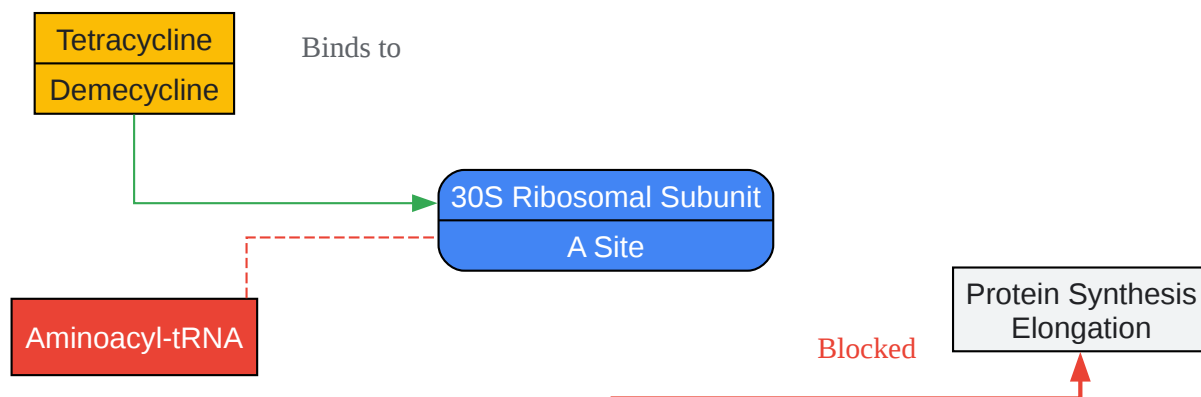 Tetracycline
Demecycline
Binds to
30S Ribosomal Subunit
A Site
Aminoacyl-tRNA
Protein Synthesis
Elongation
Blocked